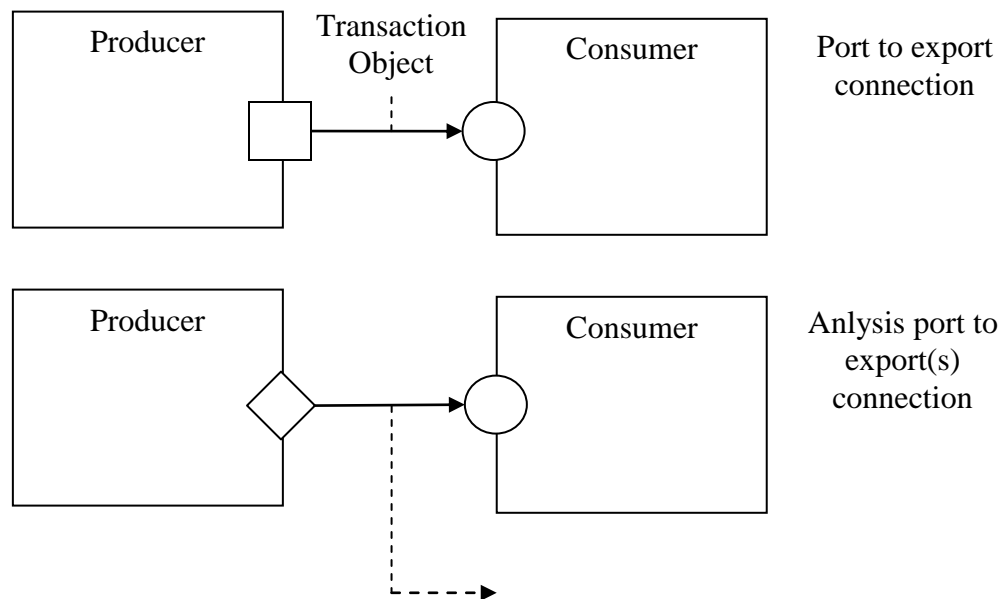 Producer
Transaction
Object
Consumer
Port to export
connection
Producer
Consumer
Anlysis port to
export(s)
connection